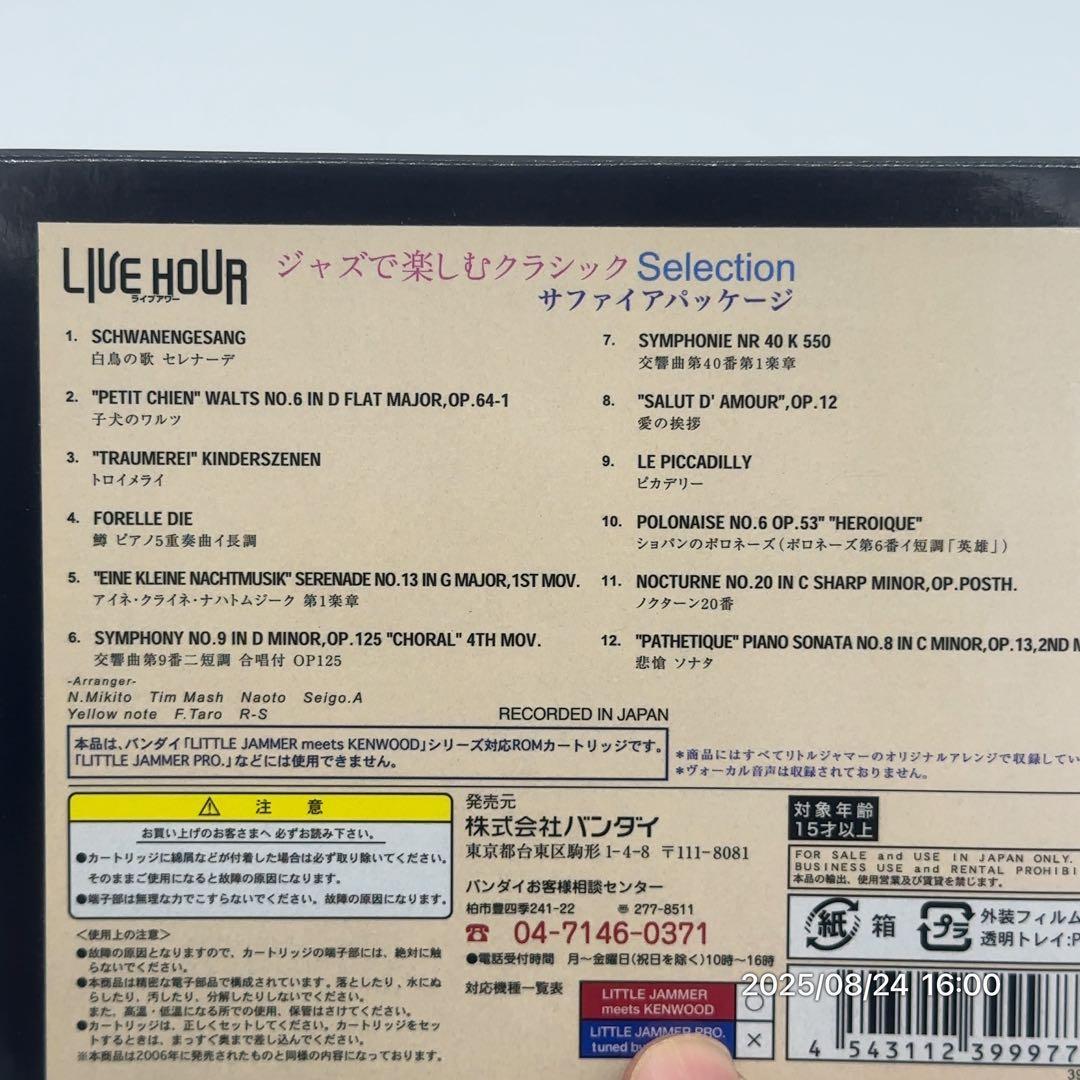 LIVE HOUR
ライブアワー
ジャズで楽しむクラシック Selection
サファイアパッケージ
1. SCHWANENGESANG
白鳥の歌 セレナーデ
2. "PETIT CHIEN" WALTS NO.6 IN D FLAT MAJOR,OP.64-1
子犬のワルツ
3. "TRAUMEREI" KINDERSZENEN
トロイメライ
4. FORELLE DIE
鱒 ピアノ5重奏曲イ長調
5. "EINE KLEINE NACHTMUSIK" SERENADE NO.13 IN G MAJOR,1ST MOV.
アイネ・クライネ・ナハトムジーク 第1楽章
6. SYMPHONY NO.9 IN D MINOR,OP.125 "CHORAL" 4TH MOV.
交響曲第9番二短調 合唱付 OP125
7. SYMPHONIE NR 40 K 550
交響曲第40番第1楽章
8. "SALUT D' AMOUR",OP.12
愛の挨拶
9. LE PICCADILLY
ピカデリー
10. POLONAISE NO.6 OP.53" "HEROIQUE"
ショパンのポロネーズ(ポロネーズ第6番イ短調「英雄」)
11. NOCTURNE NO.20 IN C SHARP MINOR,OP.POSTH.
ノクターン20番
12. "PATHETIQUE" PIANO SONATA NO.8 IN C MINOR,OP.13,2ND M
悲愴 ソナタ
-Arranger-
N.Mikito Tim Mash Naoto Seigo.A
Yellow note F.Taro R-S
RECORDED IN JAPAN
本品は、バンダイ「LITTLE JAMMER meets KENWOOD」シリーズ対応ROMカートリッジです。
「LITTLE JAMMER PRO.」などには使用できません。
*商品にはすべてリトルジャマーのオリジナルアレンジで収録してい
*ヴォーカル音声は収録されておりません。
注意
お買い上げのお客さまへ 必ずお読み下さい。
●カートリッジに綿屑などが付着した場合は必ず取り除いてください。
そのままご使用になると故障の原因になります。
●端子部は無理な力でこすらないでください。故障の原因になります。
<使用上の注意>
●故障の原因となりますので、カートリッジの端子部には、絶対に触
らないでください。
●本商品は精密な電子部品で構成されています。落としたり、水にぬ
らしたり、汚したり、分解したりしないでください。
また、高温・低温になる所での使用、保管はさけてください。
●カートリッジは、正しくセットしてください。カートリッジをセッ
トするときは、まっすぐ奥まで差し込んでください。
※本商品は2006年に発売されたものと同様の内容になっております。
発売元
株式会社バンダイ
東京都台東区駒形1-4-8 〒111-8081
バンダイお客様相談センター
柏市豊四季241-22 〒277-8511
☎ 04-7146-0371
●電話受付時間 月〜金曜日(祝日を除く)10時〜16時
対応機種一覧表
LITTLE JAMMER
meets KENWOOD
○
LITTLE JAMMER PRO.
tuned by
×
対象年齢
15才以上
FOR SALE and USE IN JAPAN ONLY.
BUSINESS USE and RENTAL PROHIBI
本品の輸出、使用営業及び賃貸を禁じます。
紙 箱
プラ 外装フィルム
透明トレイ:P
2025/08/24 16:00
4 543112 399977